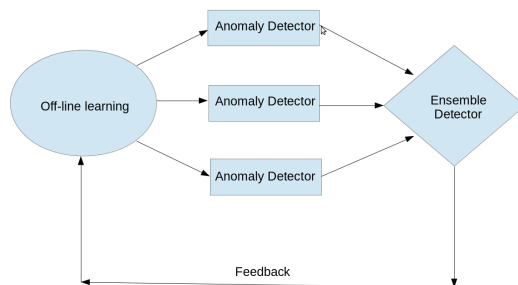 Anomaly Detector
Off-line learning
Anomaly Detector
Ensemble
Detector
Anomaly Detector
Feedback